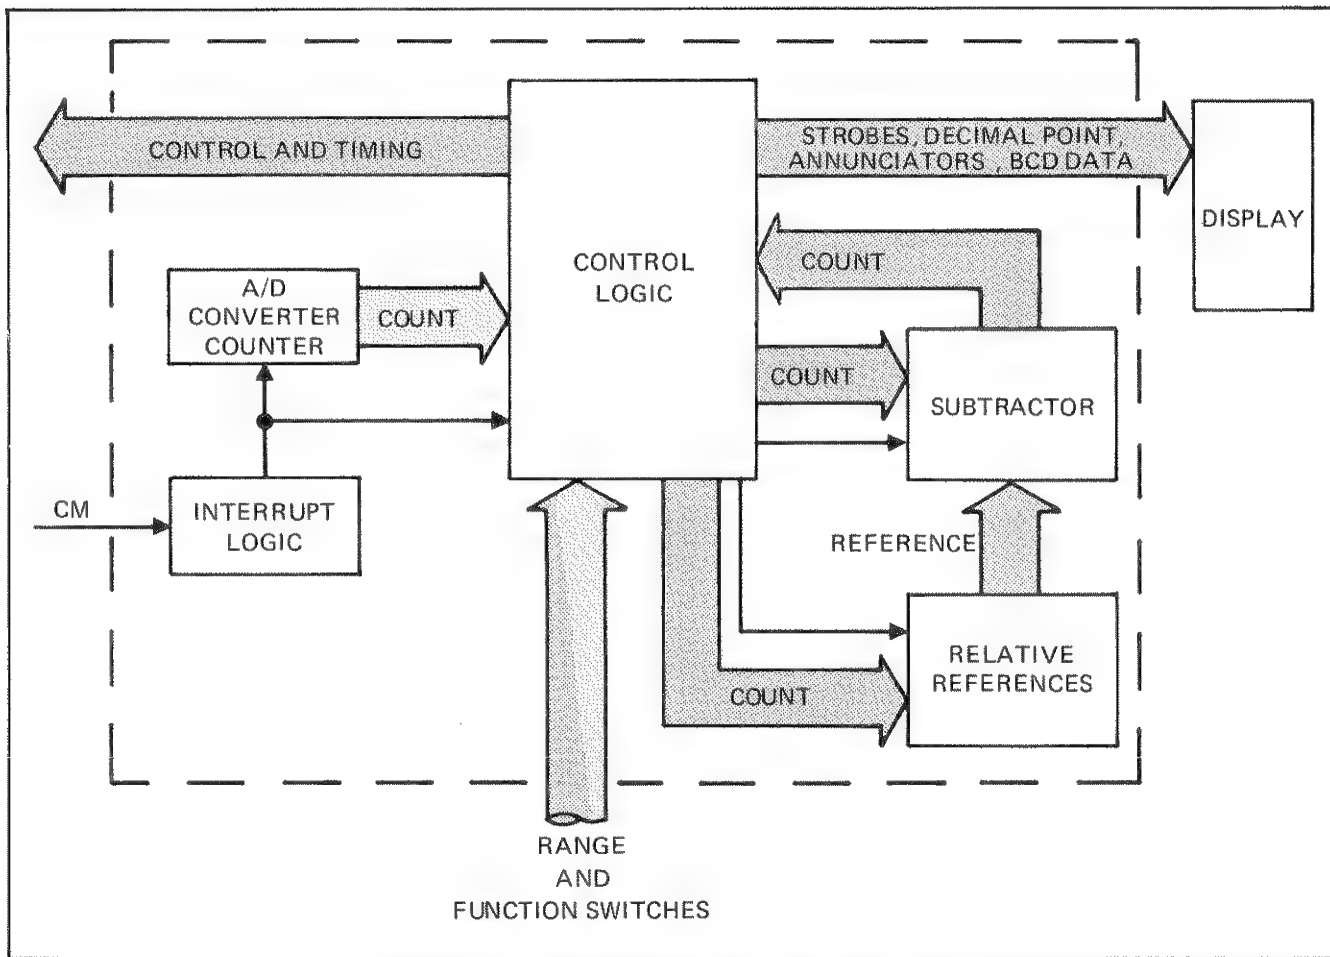 CONTROL AND TIMING
STROBES, DECIMAL POINT,
ANNUNCIATORS , BCD DATA
DISPLAY
CONTROL
LOGIC
COUNT
A/D
CONVERTER
COUNTER
COUNT
COUNT
SUBTRACTOR
CM
INTERRUPT
LOGIC
REFERENCE
RELATIVE
REFERENCES
COUNT
RANGE
AND
FUNCTION SWITCHES